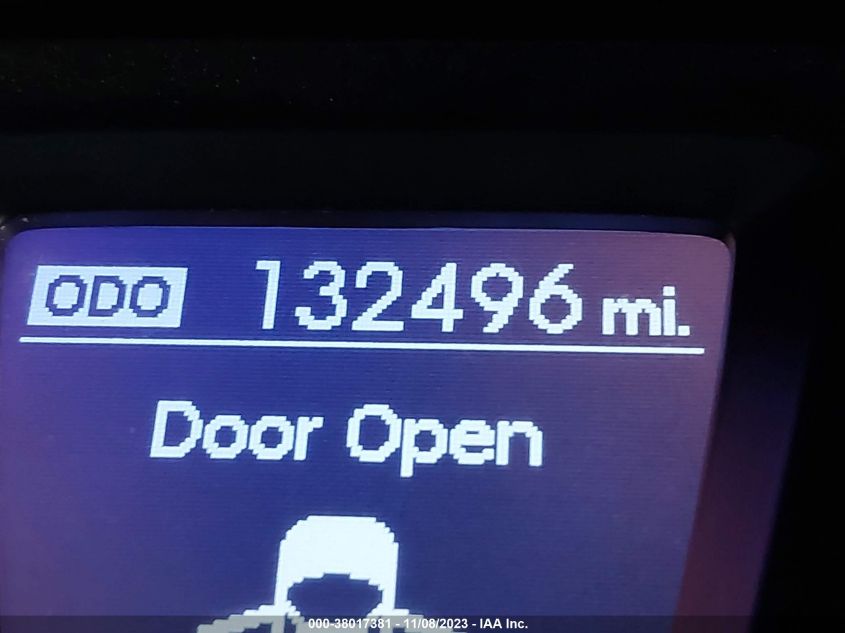 ODO 132496 mi.
Door Open
000-38017381 - 11/08/2023 - IAA Inc.